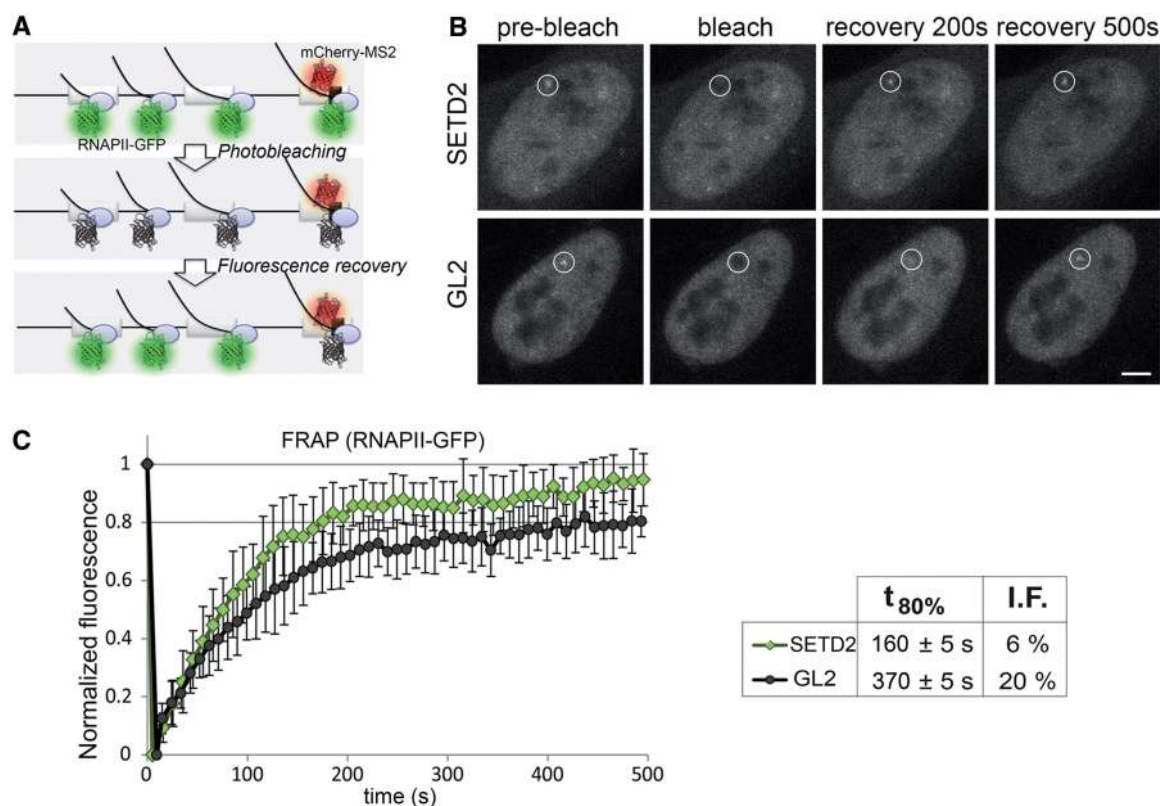 A
mCherry-MS2
RNAPII-GFP
Photobleaching
Fluorescence recovery
B
pre-bleach bleach recovery 200s recovery 500s
SETD2
GL2
C
FRAP (RNAPII-GFP)
Normalized fluorescence
1
0.8
0.6
0.4
0.2
0
0 100 200 300 400 500
time (s)
t80% I.F.
SETD2 160 ± 5 s 6 %
GL2 370 ± 5 s 20 %